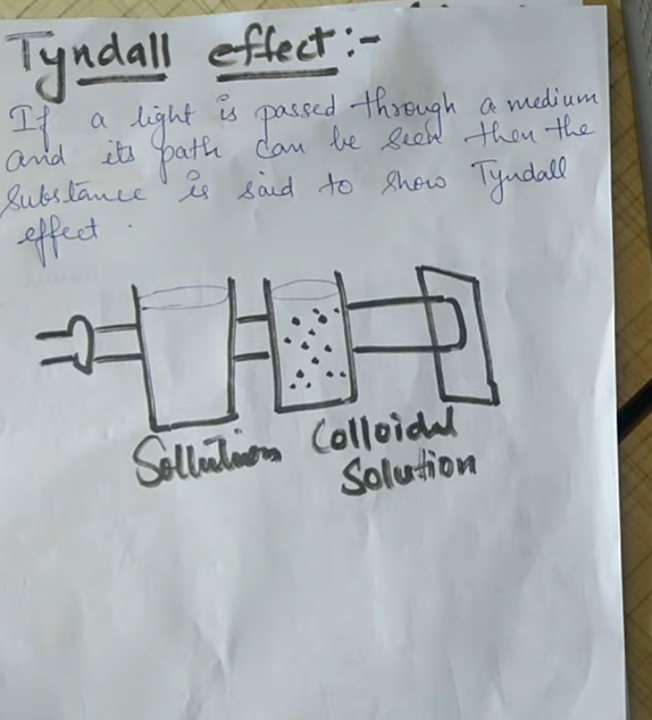 Tyndall effect:-
If a light is passed through a medium
and its path can be seen then the
substance is said to show Tyndall
effect.
Sollutions
Colloidal
Solution